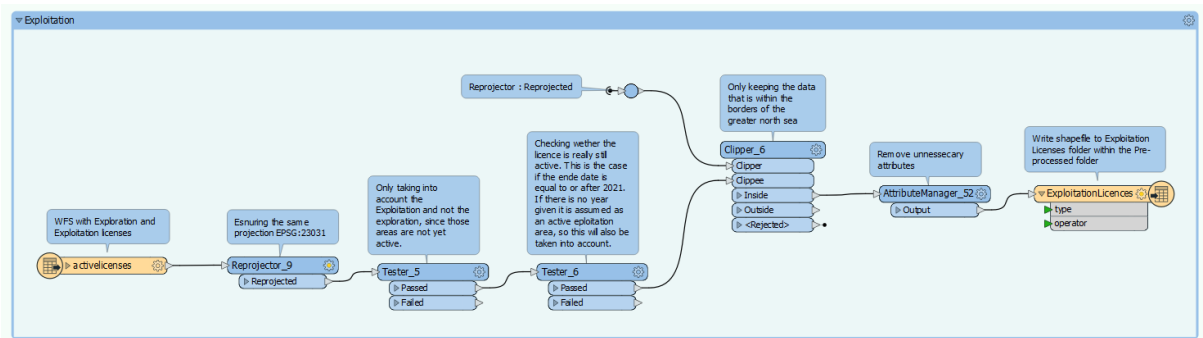 Exploitation
WFS with Exploration and
Exploitation licenses
activelicenses
Esnuring the same
projection EPSG:23031
Reprojector_9
Reprojected
Only taking into
account the
Exploitation and not the
exploration, since those
areas are not yet
active.
Tester_5
Passed
Failed
Checking wether the
licence is really still
active. This is the case
if the ende date is
equal to or after 2021.
If there is no year
given it is assumed as
an active eploitation
area, so this will also be
taken into account.
Tester_6
Passed
Failed
Reprojector : Reprojected
Only keeping the data
that is within the
borders of the
greater north sea
Clipper_6
Clipper
Clippee
Inside
Outside
<Rejected>
Remove unnessecary
attributes
AttributeManager_52
Output
Write shapefile to Exploitation
Licenses folder within the Pre-
processed folder
ExploitationLicences
type
operator